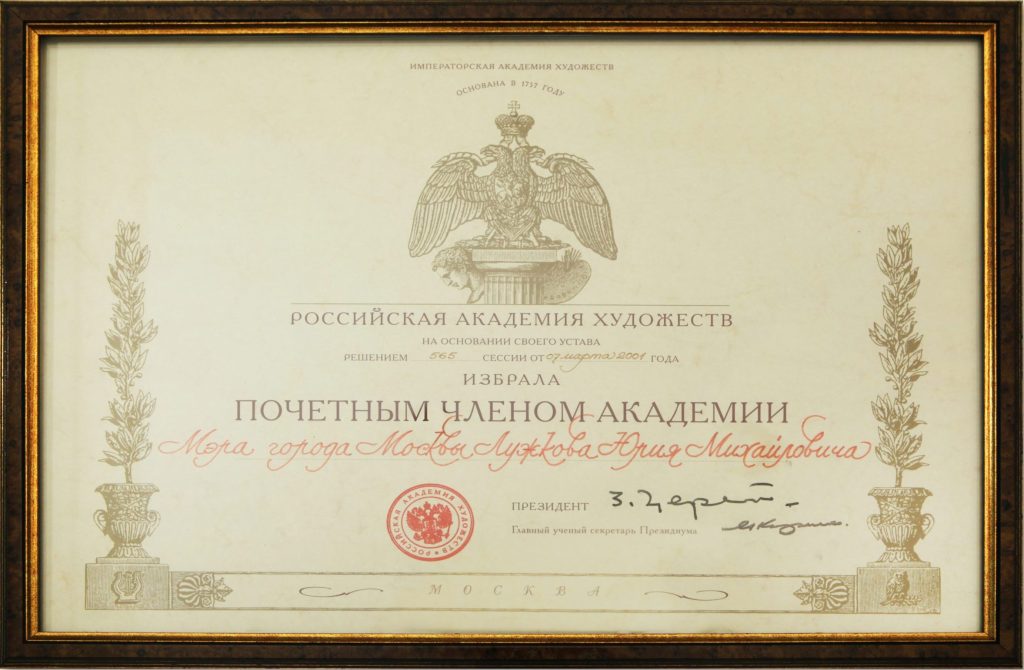 ИМПЕРАТОРСКАЯ АКАДЕМИЯ ХУДОЖЕСТВ
ОСНОВАНА В 1757 ГОДУ
РОССИЙСКАЯ АКАДЕМИЯ ХУДОЖЕСТВ
НА ОСНОВАНИИ СВОЕГО УСТАВА
РЕШЕНИЕМ 565 СЕССИИ ОТ 07 марта 2001 ГОДА
ИЗБРАЛА
ПОЧЕТНЫМ ЧЛЕНОМ АКАДЕМИИ
Мэра города Москвы Лужкова Юрия Михайловича
РОССИЙСКАЯ АКАДЕМИЯ ХУДОЖЕСТВ
ПРЕЗИДЕНТ З. Церет
Главный ученый секретарь Президиума
МОСКВА